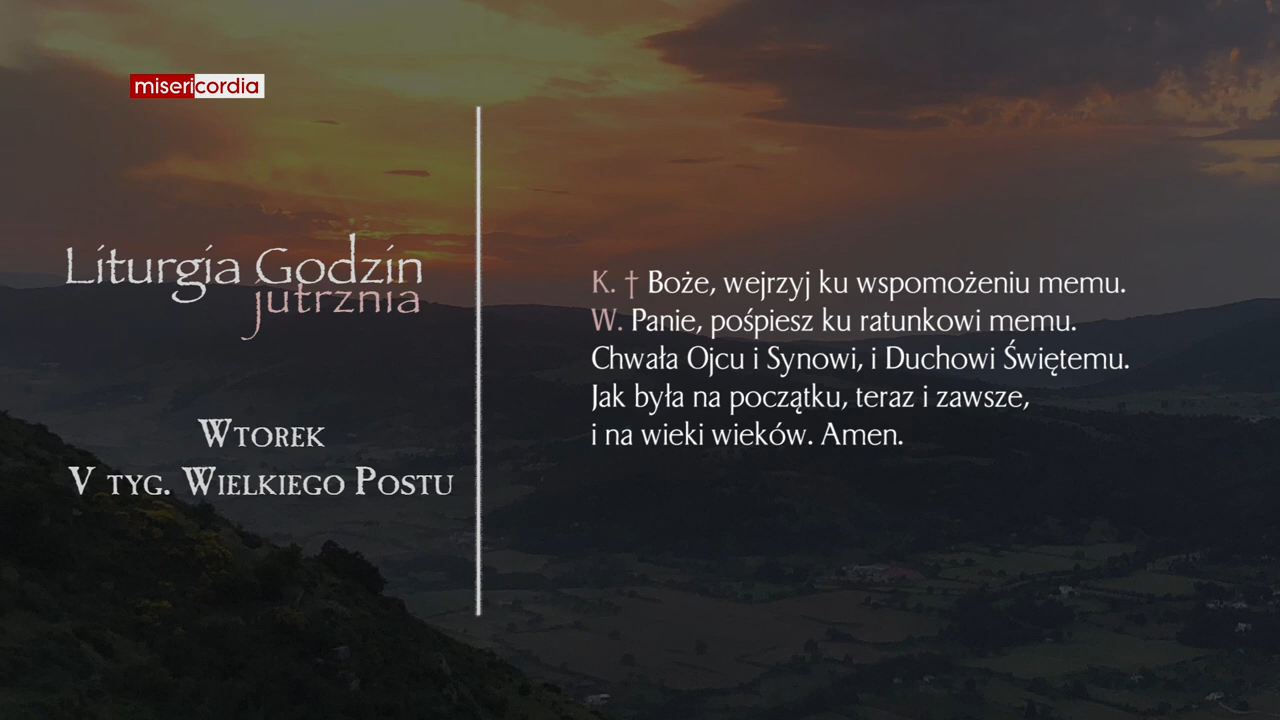 misericordia
Liturgia Godzin
jutrznia
Wtorek
V tyg. Wielkiego Postu
K. † Boże, wejrzyj ku wspomożeniu memu.
W. Panie, pośpiesz ku ratunkowi memu.
Chwała Ojcu i Synowi, i Duchowi Świętemu.
Jak była na początku, teraz i zawsze,
i na wieki wieków. Amen.